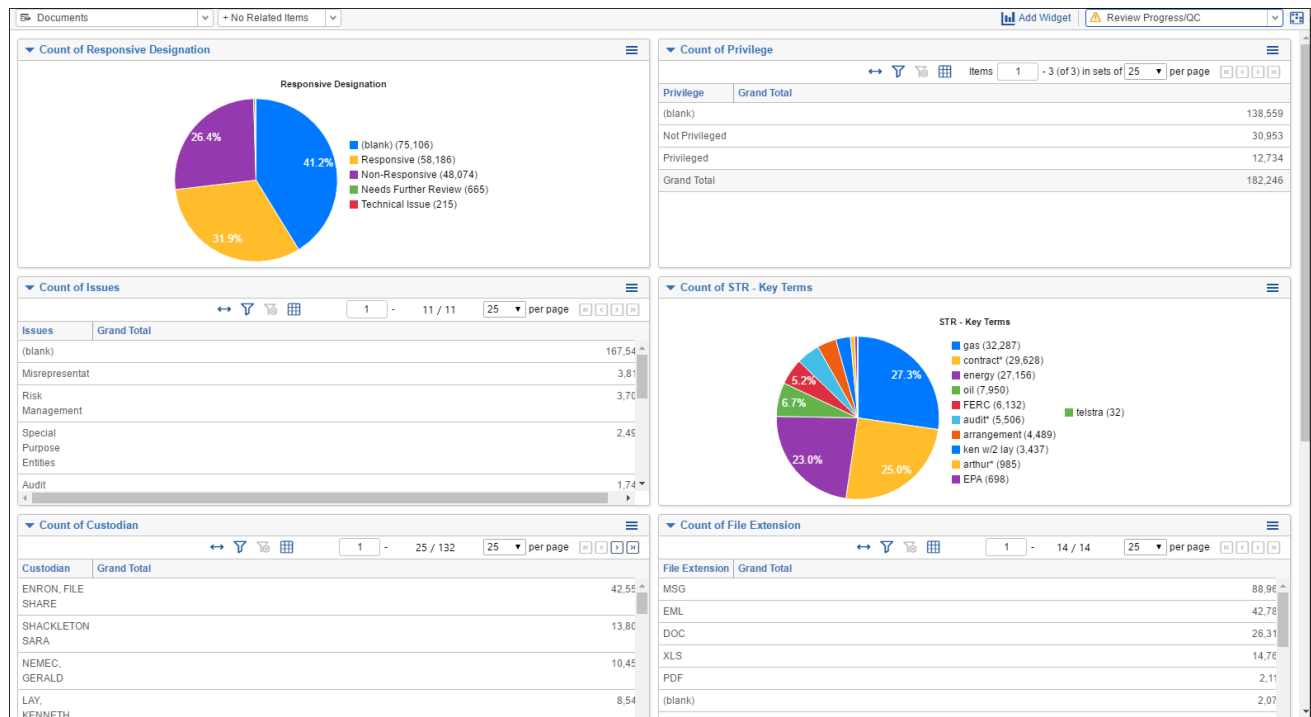 Documents
+ No Related Items
Add Widget
Review Progress/QC
Count of Responsive Designation
Responsive Designation
26.4%
41.2%
31.9%
(blank) (75,106)
Responsive (58,186)
Non-Responsive (48,074)
Needs Further Review (665)
Technical Issue (215)
Count of Privilege
Items 1 - 3 (of 3) in sets of 25 per page
Privilege Grand Total
(blank) 138,559
Not Privileged 30,953
Privileged 12,734
Grand Total 182,246
Count of Issues
1 - 11 / 11 25 per page
Issues Grand Total
(blank) 167,54
Misrepresentat 3,81
Risk 3,70
Management
Special 2,49
Purpose
Entities
Audit 1,74
Count of STR - Key Terms
STR - Key Terms
27.3%
5.2%
6.7%
23.0%
25.0%
gas (32,287)
contract* (29,628)
energy (27,156)
oil (7,950)
FERC (6,132)
audit* (5,506)
arrangement (4,489)
ken w/2 lay (3,437)
arthur* (985)
EPA (698)
telstra (32)
Count of Custodian
1 - 25 / 132 25 per page
Custodian Grand Total
ENRON, FILE 42,55
SHARE
SHACKLETON 13,80
SARA
NEMEC, 10,45
GERALD
LAY, 8,54
KENNETH
Count of File Extension
1 - 14 / 14 25 per page
File Extension Grand Total
MSG 88,96
EML 42,78
DOC 26,31
XLS 14,76
PDF 2,11
(blank) 2,07